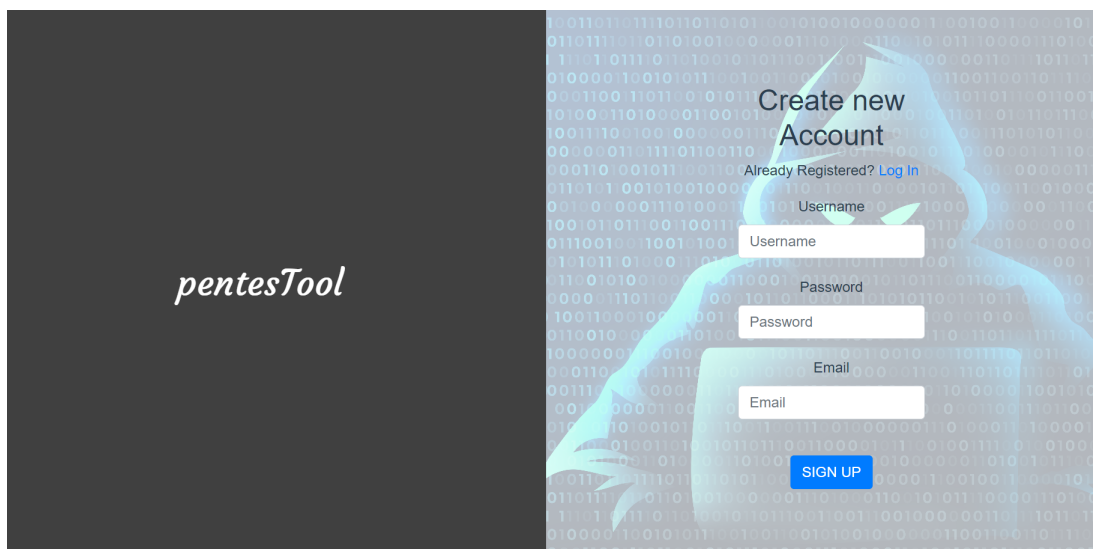 pentesTool
Create new
Account
Already Registered? Log In
Username
Username
Password
Password
Email
Email
SIGN UP